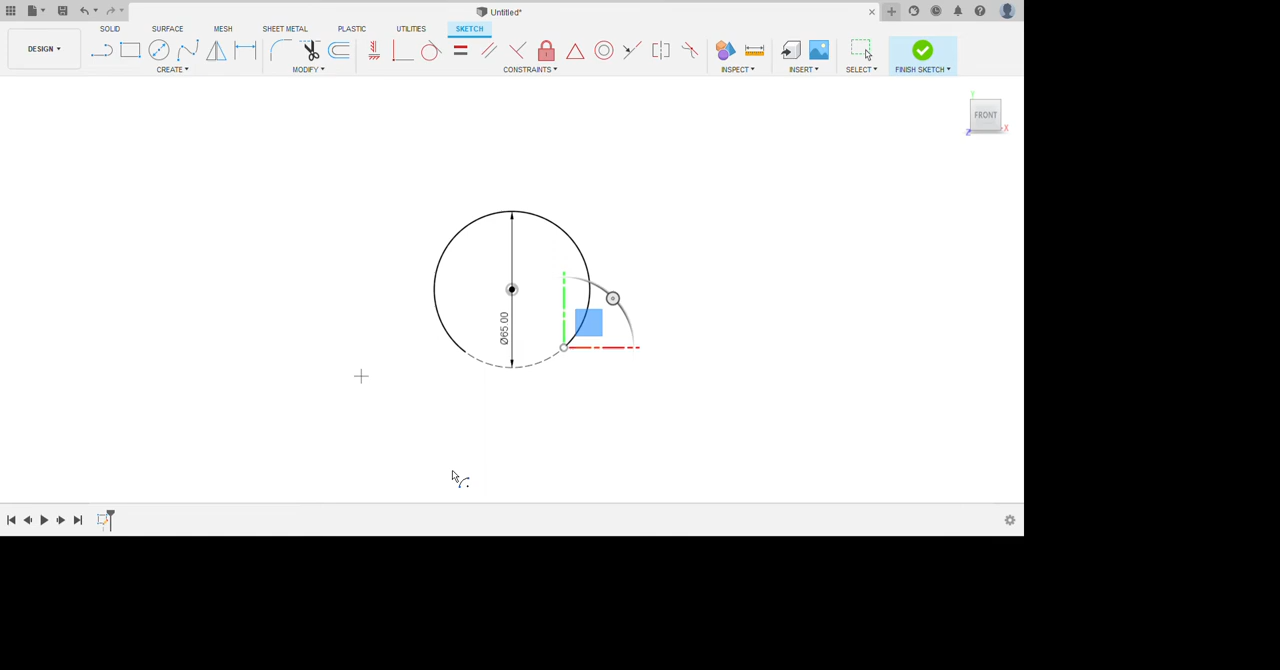 Untitled*
SOLID SURFACE MESH SHEET METAL PLASTIC UTILITIES SKETCH
DESIGN
CREATE MODIFY CONSTRAINTS INSPECT INSERT SELECT FINISH SKETCH
Y
FRONT
Z X
Ø65.00